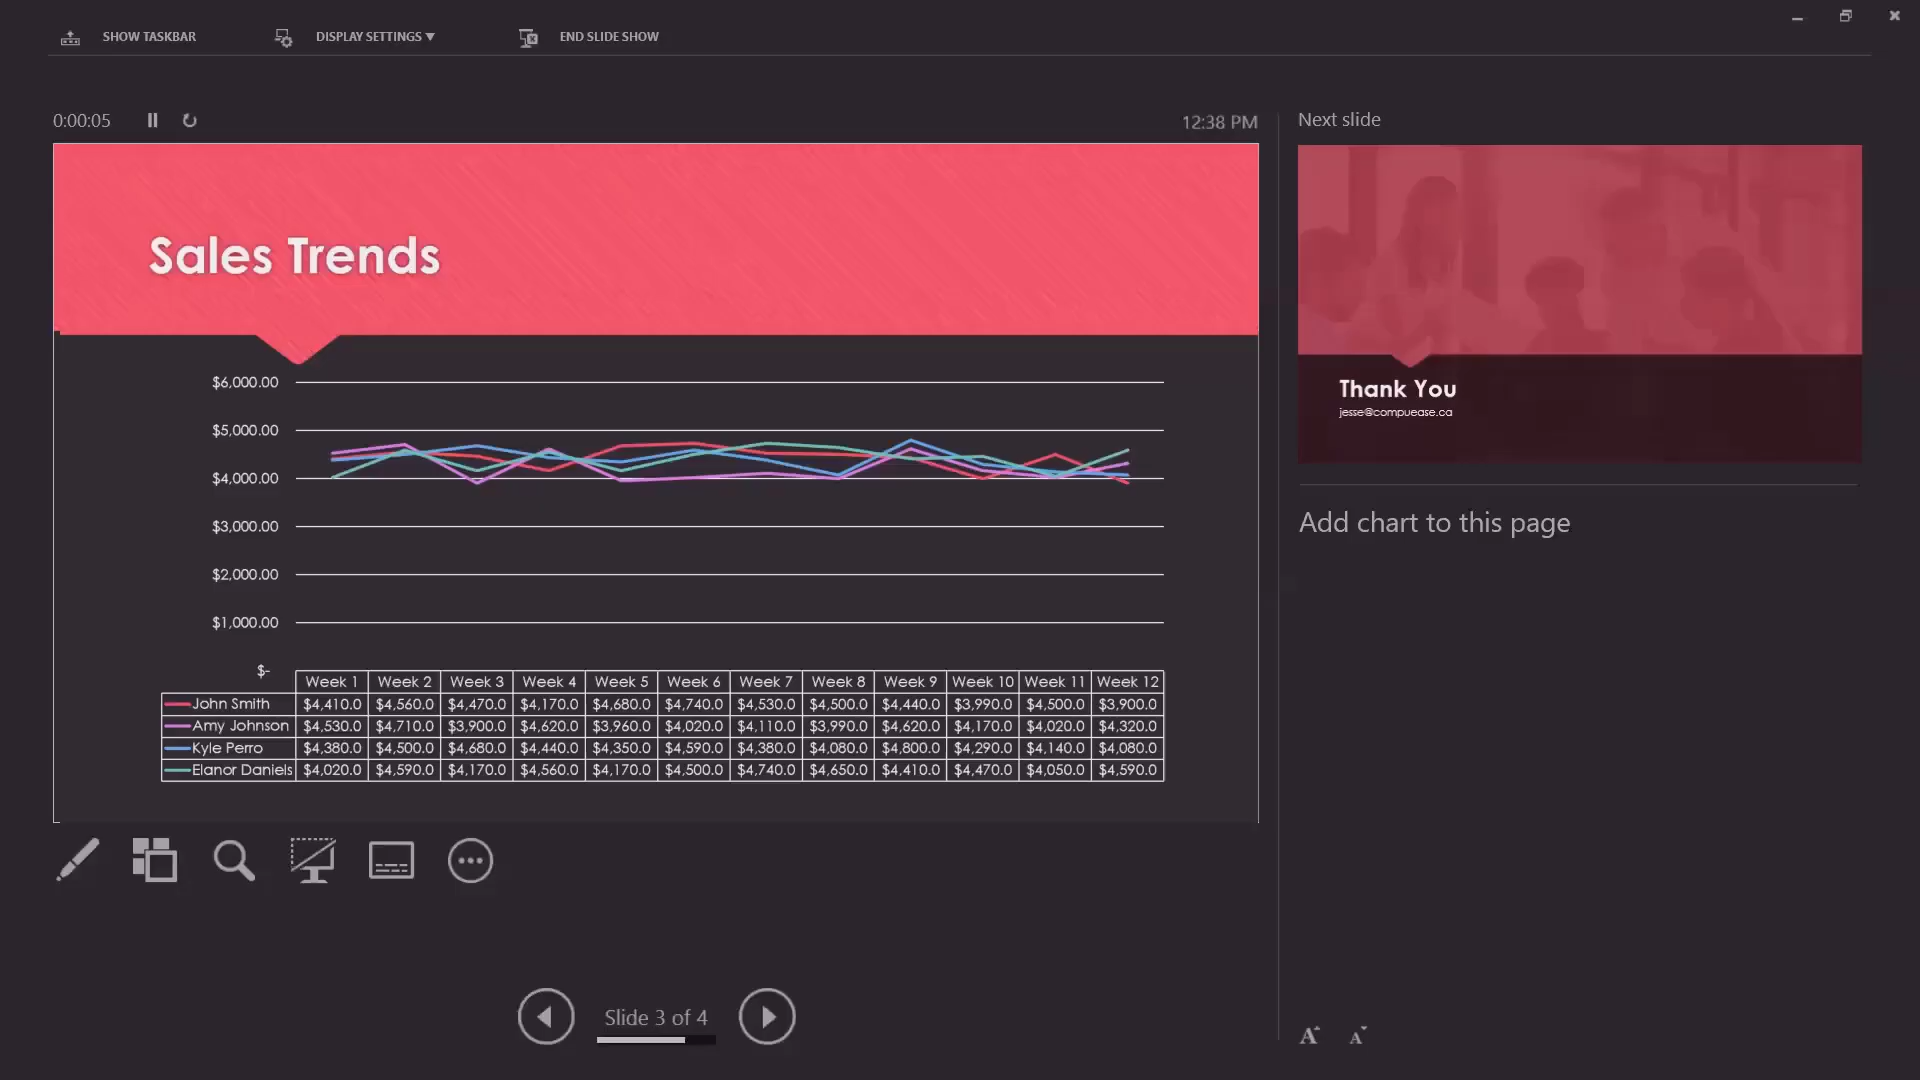 SHOW TASKBAR DISPLAY SETTINGS ▼ END SLIDE SHOW
0:00:05 12:38 PM
Sales Trends
$6,000.00
$5,000.00
$4,000.00
$3,000.00
$2,000.00
$1,000.00
$-
Week 1 Week 2 Week 3 Week 4 Week 5 Week 6 Week 7 Week 8 Week 9 Week 10 Week 11 Week 12
John Smith $4,410.0 $4,560.0 $4,470.0 $4,170.0 $4,680.0 $4,740.0 $4,530.0 $4,500.0 $4,440.0 $3,990.0 $4,500.0 $3,900.0
Amy Johnson $4,530.0 $4,710.0 $3,900.0 $4,620.0 $3,960.0 $4,020.0 $4,110.0 $3,990.0 $4,620.0 $4,170.0 $4,020.0 $4,320.0
Kyle Perro $4,380.0 $4,500.0 $4,680.0 $4,440.0 $4,350.0 $4,590.0 $4,380.0 $4,080.0 $4,800.0 $4,290.0 $4,140.0 $4,080.0
Elanor Daniels $4,020.0 $4,590.0 $4,170.0 $4,560.0 $4,170.0 $4,500.0 $4,740.0 $4,650.0 $4,410.0 $4,470.0 $4,050.0 $4,590.0
Slide 3 of 4
Next slide
Thank You
jesse@compuease.ca
Add chart to this page
A A